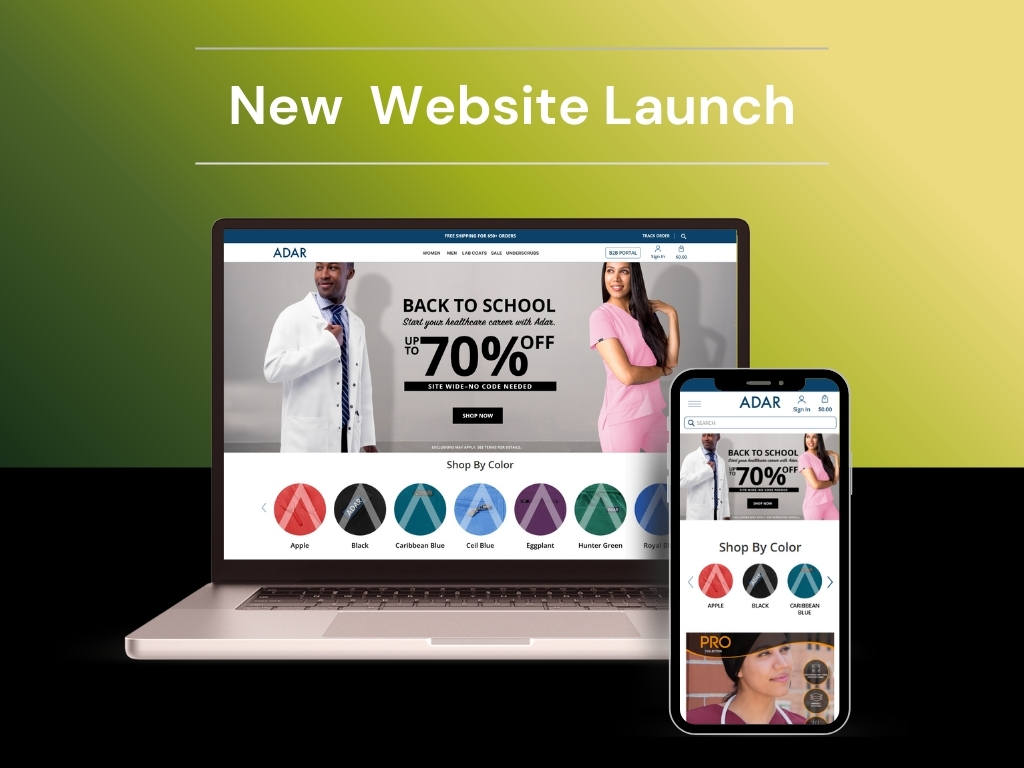 New Website Launch
FREE SHIPPING FOR $50+ ORDERS
TRACK ORDER
ADAR
WOMEN MEN LAB COATS SALE UNDERSCRUBS
B2B PORTAL
Sign In
$0.00
BACK TO SCHOOL
Start your healthcare career with Adar.
UP TO 70% OFF
SITE WIDE-NO CODE NEEDED
SHOP NOW
EXCLUSIONS MAY APPLY. SEE TERMS FOR DETAILS.
Shop By Color
Apple Black Caribbean Blue Ceil Blue Eggplant Hunter Green Royal
ADAR
Sign In
$0.00
SEARCH
BACK TO SCHOOL
Start your healthcare career with Adar.
UP TO 70% OFF
SITE WIDE-NO CODE NEEDED
SHOP NOW
Shop By Color
APPLE BLACK CARIBBEAN BLUE
PRO
COLLECTION